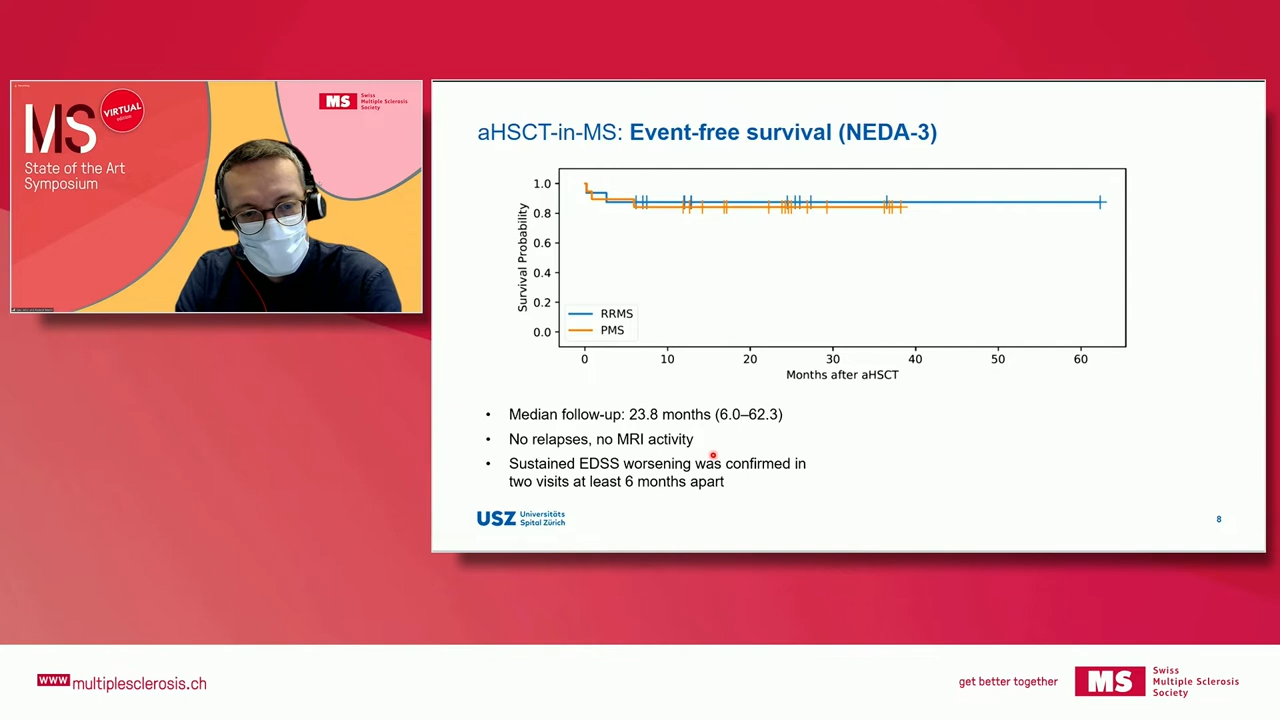 MS
VIRTUAL
edition
State of the Art
Symposium
MS
Swiss
Multiple Sclerosis
Society
aHSCT-in-MS: Event-free survival (NEDA-3)
1.0
0.8
0.6
0.4
0.2
0.0
Survival Probability
RRMS
PMS
0 10 20 30 40 50 60
Months after aHSCT
• Median follow-up: 23.8 months (6.0–62.3)
• No relapses, no MRI activity
• Sustained EDSS worsening was confirmed in
two visits at least 6 months apart
USZ Universitäts
Spital Zürich
8
www multiplesclerosis.ch
get better together
MS
Swiss
Multiple Sclerosis
Society